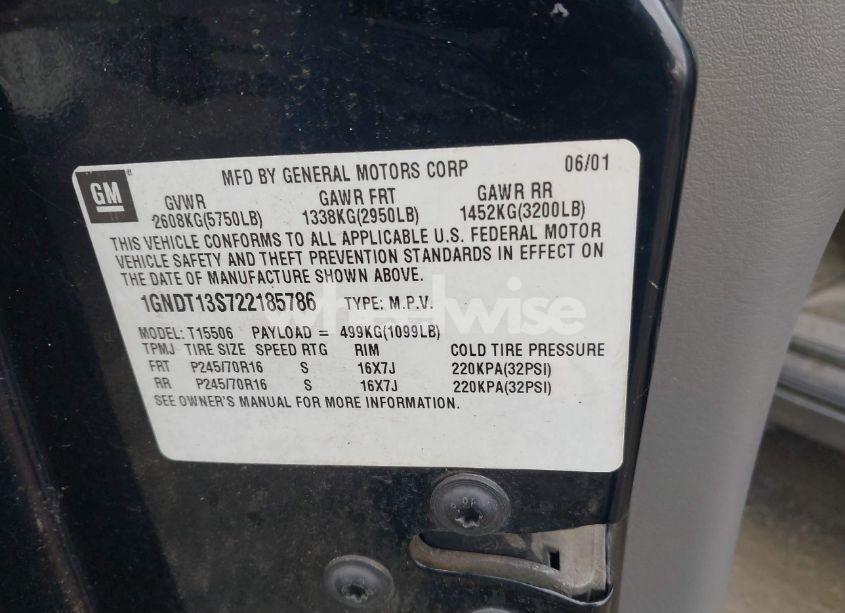 GM
MFD BY GENERAL MOTORS CORP 06/01
GVWR GAWR FRT GAWR RR
2608KG(5750LB) 1338KG(2950LB) 1452KG(3200LB)
THIS VEHICLE CONFORMS TO ALL APPLICABLE U.S. FEDERAL MOTOR
VEHICLE SAFETY AND THEFT PREVENTION STANDARDS IN EFFECT ON
THE DATE OF MANUFACTURE SHOWN ABOVE.
1GNDT13S722185786 TYPE: M.P.V.
MODEL: T15506 PAYLOAD = 499KG(1099LB)
TPMJ TIRE SIZE SPEED RTG RIM COLD TIRE PRESSURE
FRT P245/70R16 S 16X7J 220KPA(32PSI)
RR P245/70R16 S 16X7J 220KPA(32PSI)
SEE OWNER'S MANUAL FOR MORE INFORMATION.
wheelwise